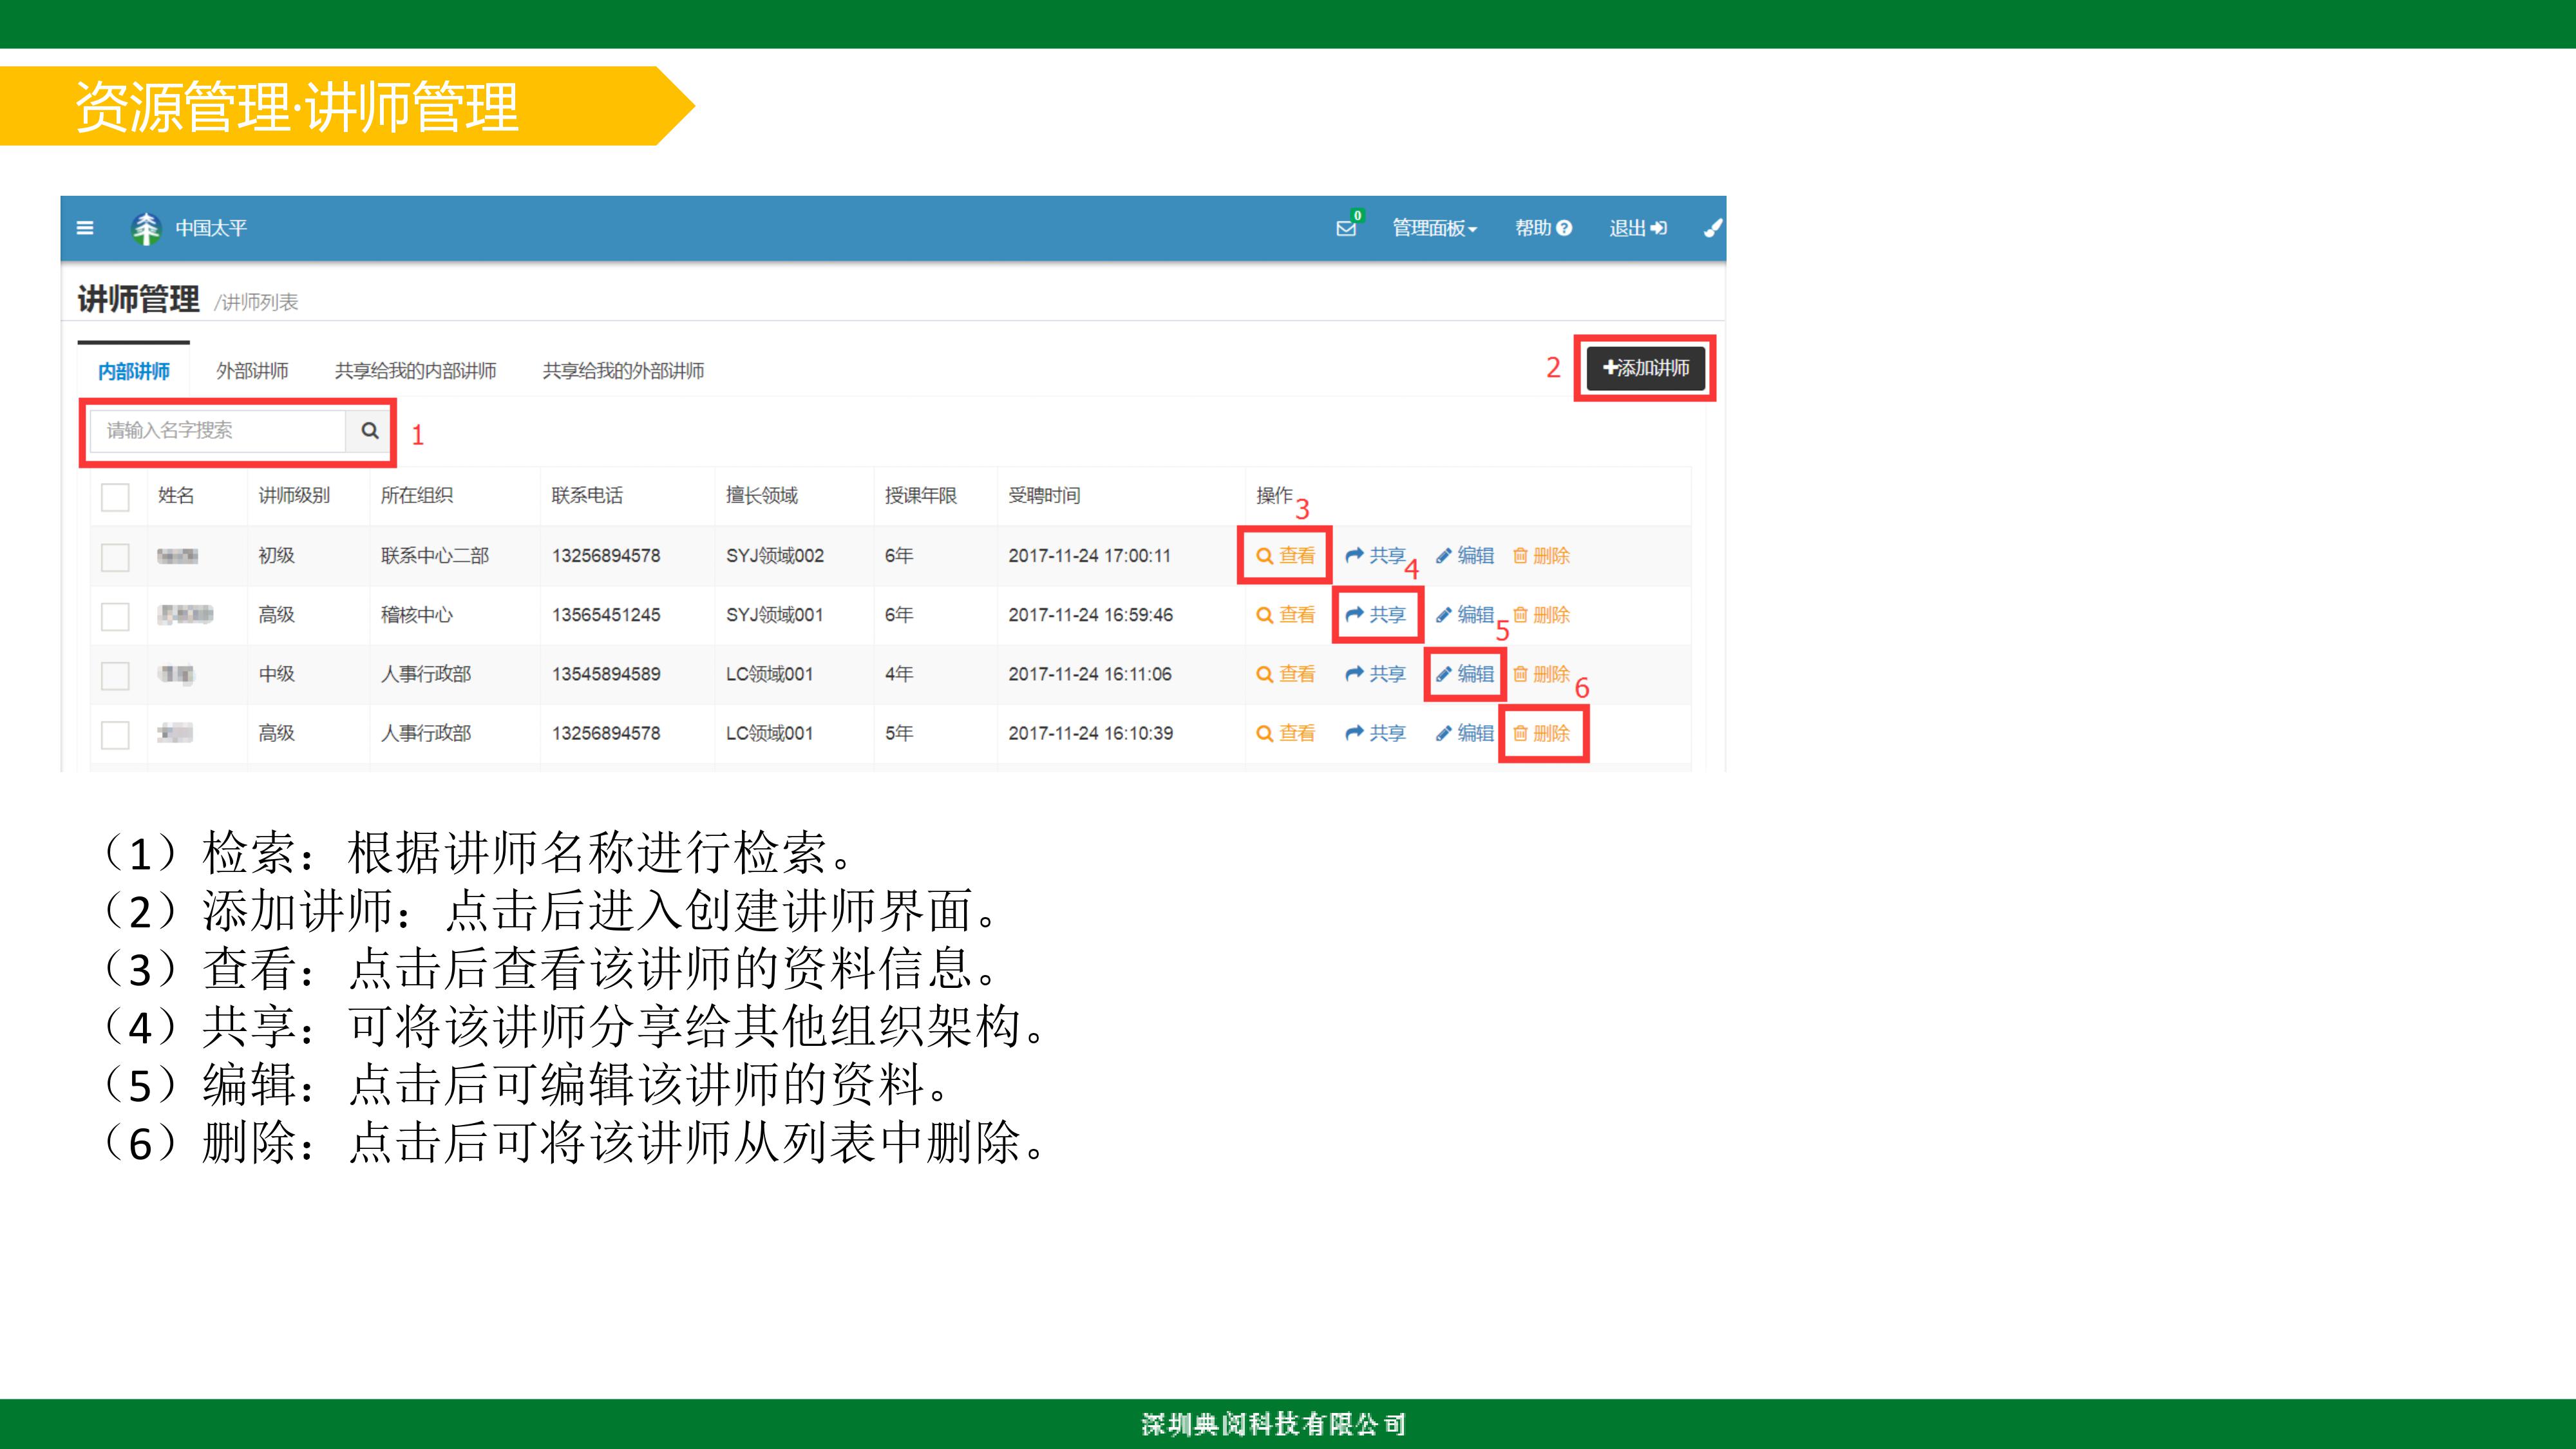 资源管理·讲师管理
中国太平
0
管理面板
帮助
退出
讲师管理 /讲师列表
内部讲师 外部讲师 共享给我的内部讲师 共享给我的外部讲师
2
添加讲师
请输入名字搜索
1
姓名 讲师级别 所在组织 联系电话 擅长领域 授课年限 受聘时间 操作
3
初级 联系中心二部 13256894578 SYJ领域002 6年 2017-11-24 17:00:11 查看 共享 编辑 删除
4
高级 稽核中心 13565451245 SYJ领域001 6年 2017-11-24 16:59:46 查看 共享 编辑 删除
5
中级 人事行政部 13545894589 LC领域001 4年 2017-11-24 16:11:06 查看 共享 编辑 删除
6
高级 人事行政部 13256894578 LC领域001 5年 2017-11-24 16:10:39 查看 共享 编辑 删除
（1）检索：根据讲师名称进行检索。
（2）添加讲师：点击后进入创建讲师界面。
（3）查看：点击后查看该讲师的资料信息。
（4）共享：可将该讲师分享给其他组织架构。
（5）编辑：点击后可编辑该讲师的资料。
（6）删除：点击后可将该讲师从列表中删除。
深圳典阅科技有限公司